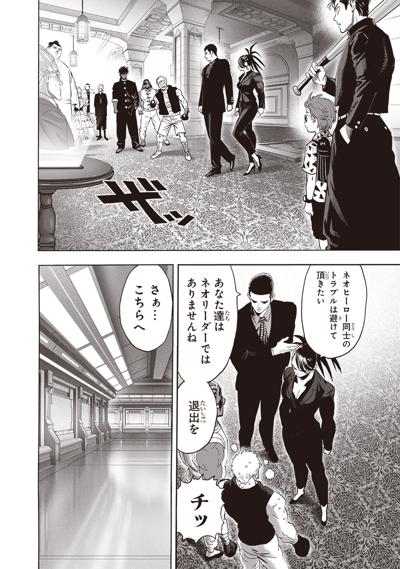 ザッ
ネオヒーロー同士の
トラブルは避けて
頂きたい
あなた達は
ネオリーダーでは
ありませんね
退出を
チッ
さぁ…
こちらへ